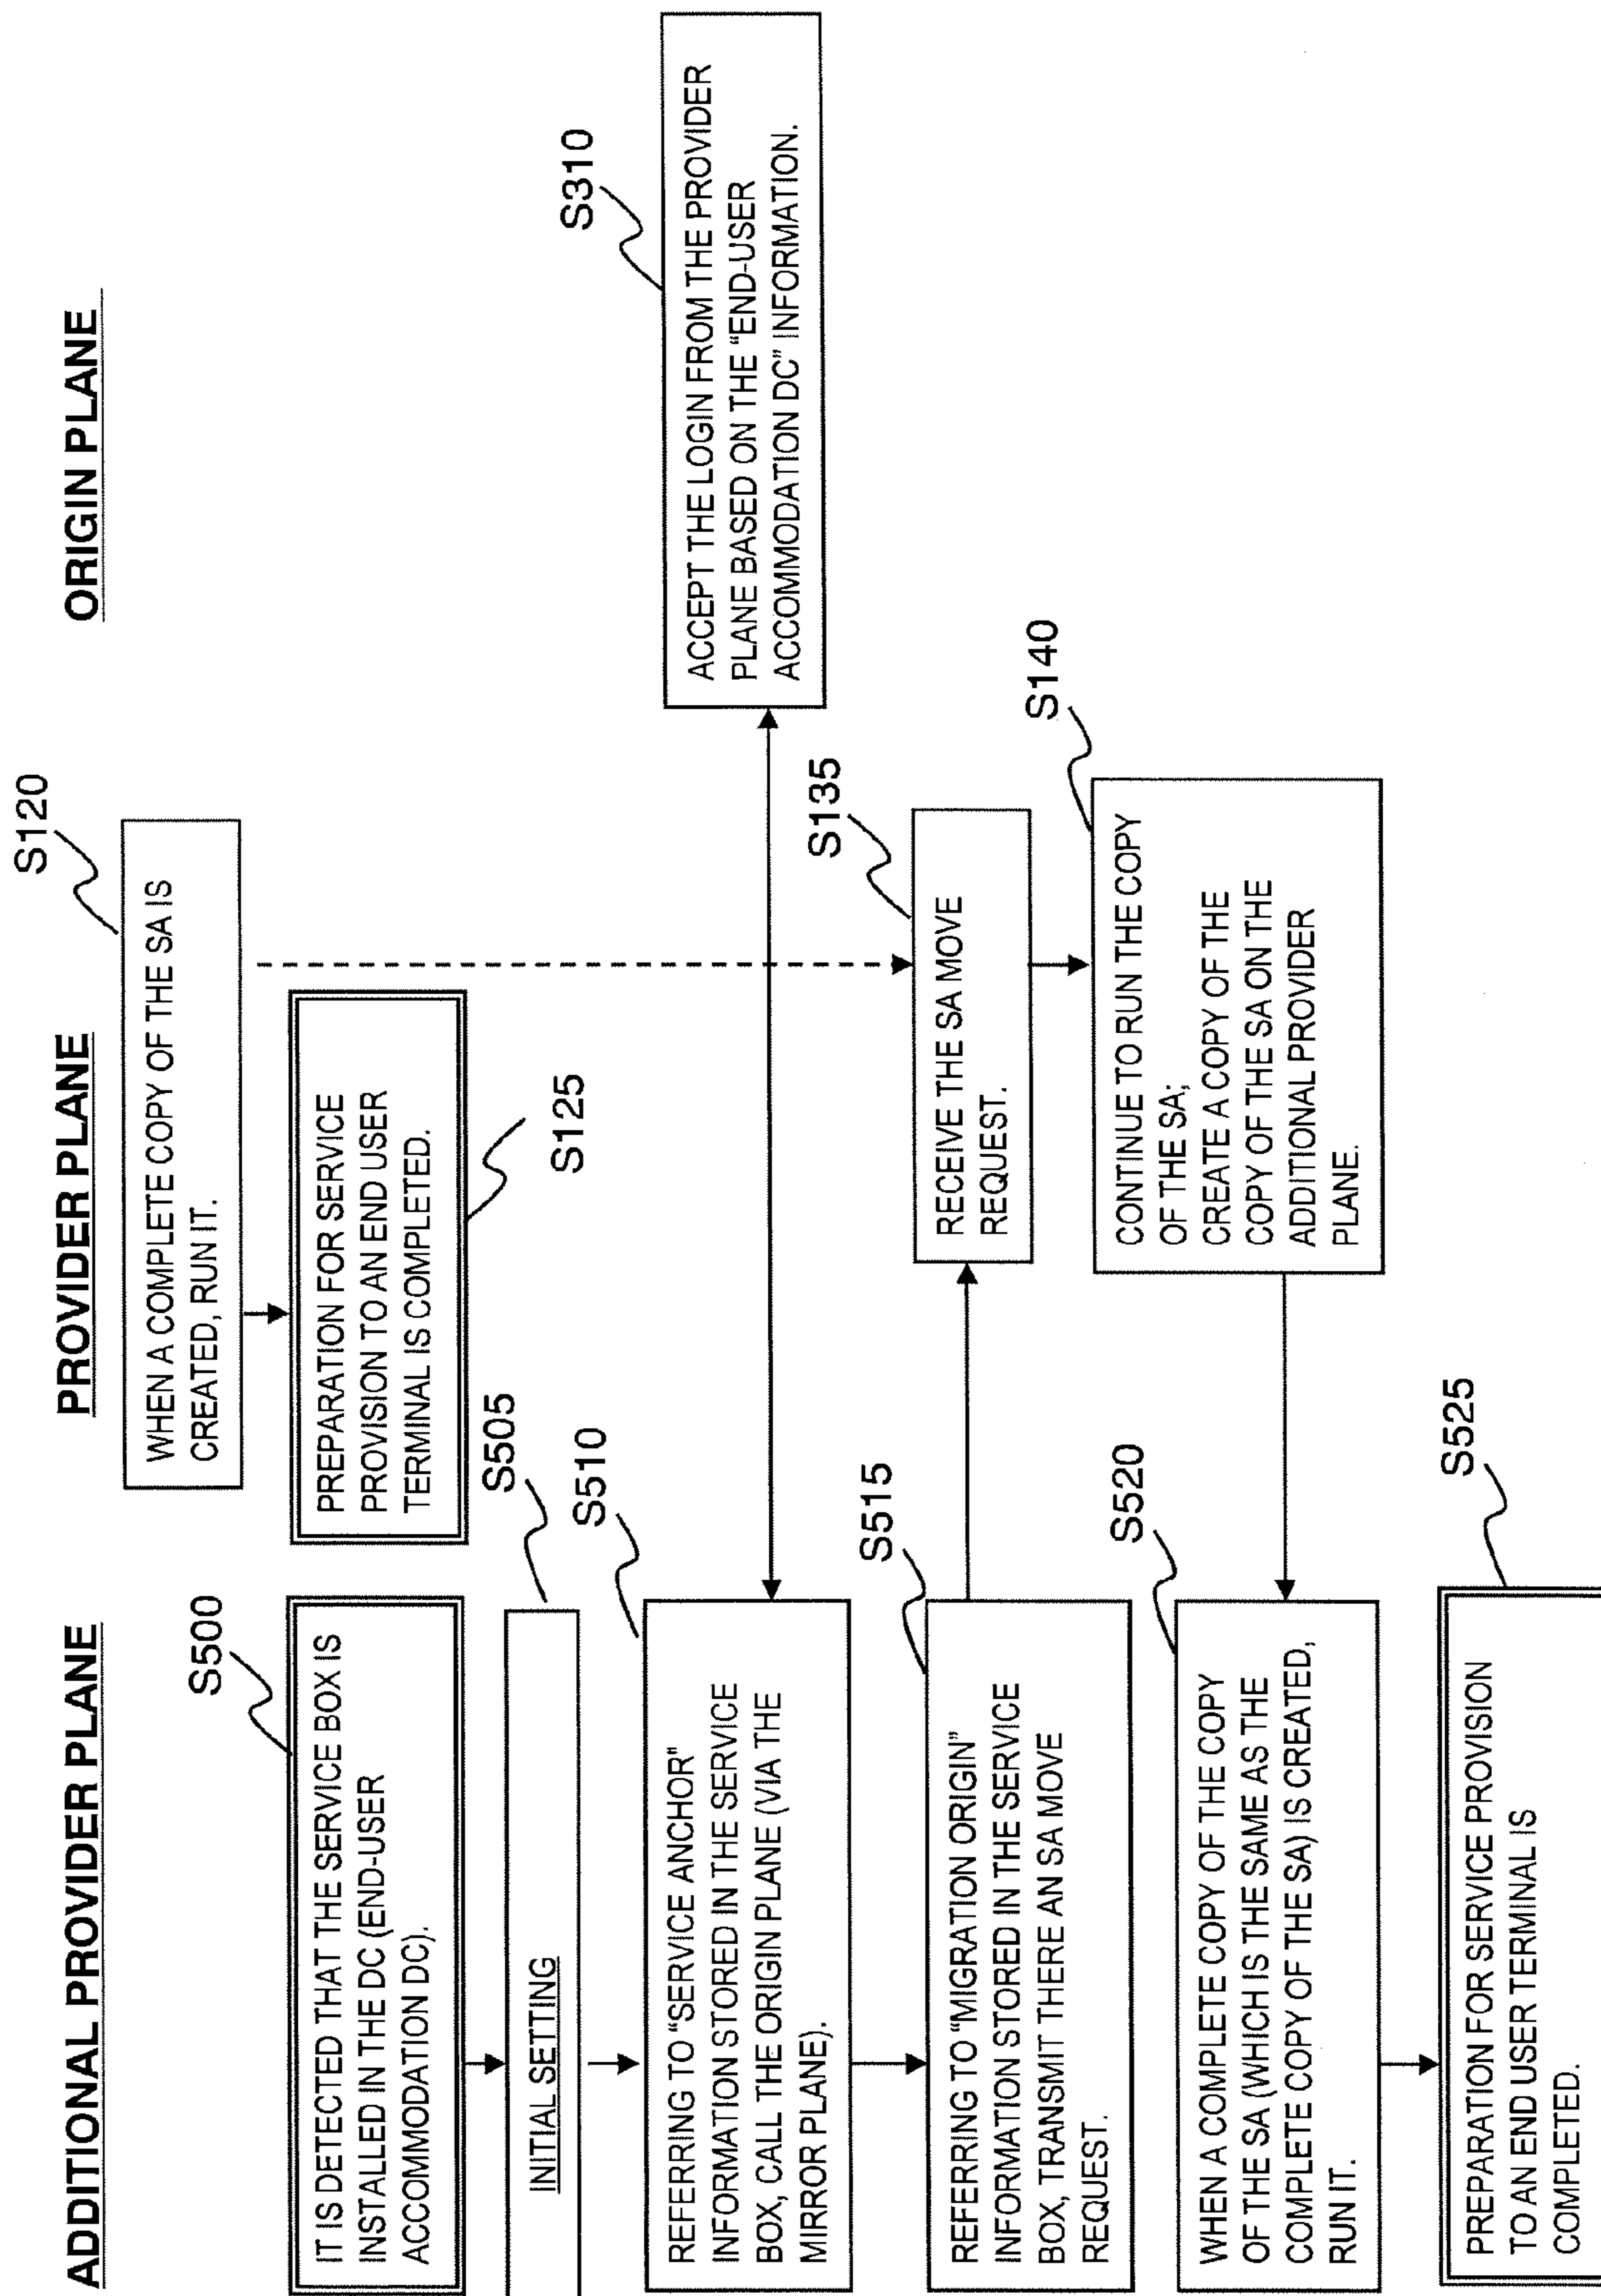 ADDITIONAL PROVIDER PLANE
PROVIDER PLANE
ORIGIN PLANE
S120
WHEN A COMPLETE COPY OF THE SA IS
CREATED, RUN IT.
S500
IT IS DETECTED THAT THE SERVICE BOX IS
INSTALLED IN THE DC (END-USER
ACCOMMODATION DC).
PREPARATION FOR SERVICE
PROVISION TO AN END USER
TERMINAL IS COMPLETED.
S125
S505
INITIAL SETTING
S510
REFERRING TO "SERVICE ANCHOR"
INFORMATION STORED IN THE SERVICE
BOX, CALL THE ORIGIN PLANE (VIA THE
MIRROR PLANE).
S310
ACCEPT THE LOGIN FROM THE PROVIDER
PLANE BASED ON THE "END-USER
ACCOMMODATION DC" INFORMATION.
S515
REFERRING TO "MIGRATION ORIGIN"
INFORMATION STORED IN THE SERVICE
BOX, TRANSMIT THERE AN SA MOVE
REQUEST.
S135
RECEIVE THE SA MOVE
REQUEST.
S140
CONTINUE TO RUN THE COPY
OF THE SA;
CREATE A COPY OF THE
COPY OF THE SA ON THE
ADDITIONAL PROVIDER
PLANE.
S520
WHEN A COMPLETE COPY OF THE COPY
OF THE SA (WHICH IS THE SAME AS THE
COMPLETE COPY OF THE SA) IS CREATED,
RUN IT.
S525
PREPARATION FOR SERVICE PROVISION
TO AN END USER TERMINAL IS
COMPLETED.